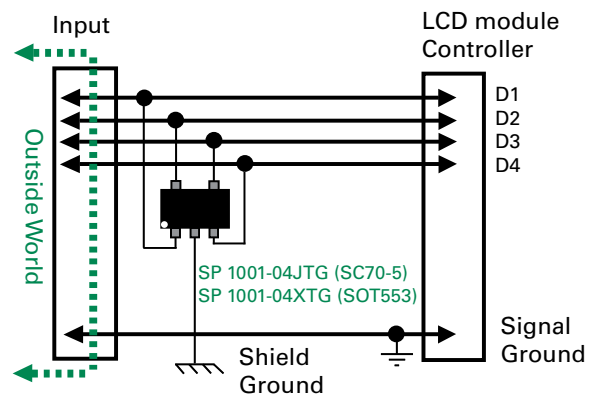 Input
LCD module
Controller
D1
D2
D3
D4
Outside World
SP 1001-04JTG (SC70-5)
SP 1001-04XTG (SOT553)
Shield
Ground
Signal
Ground